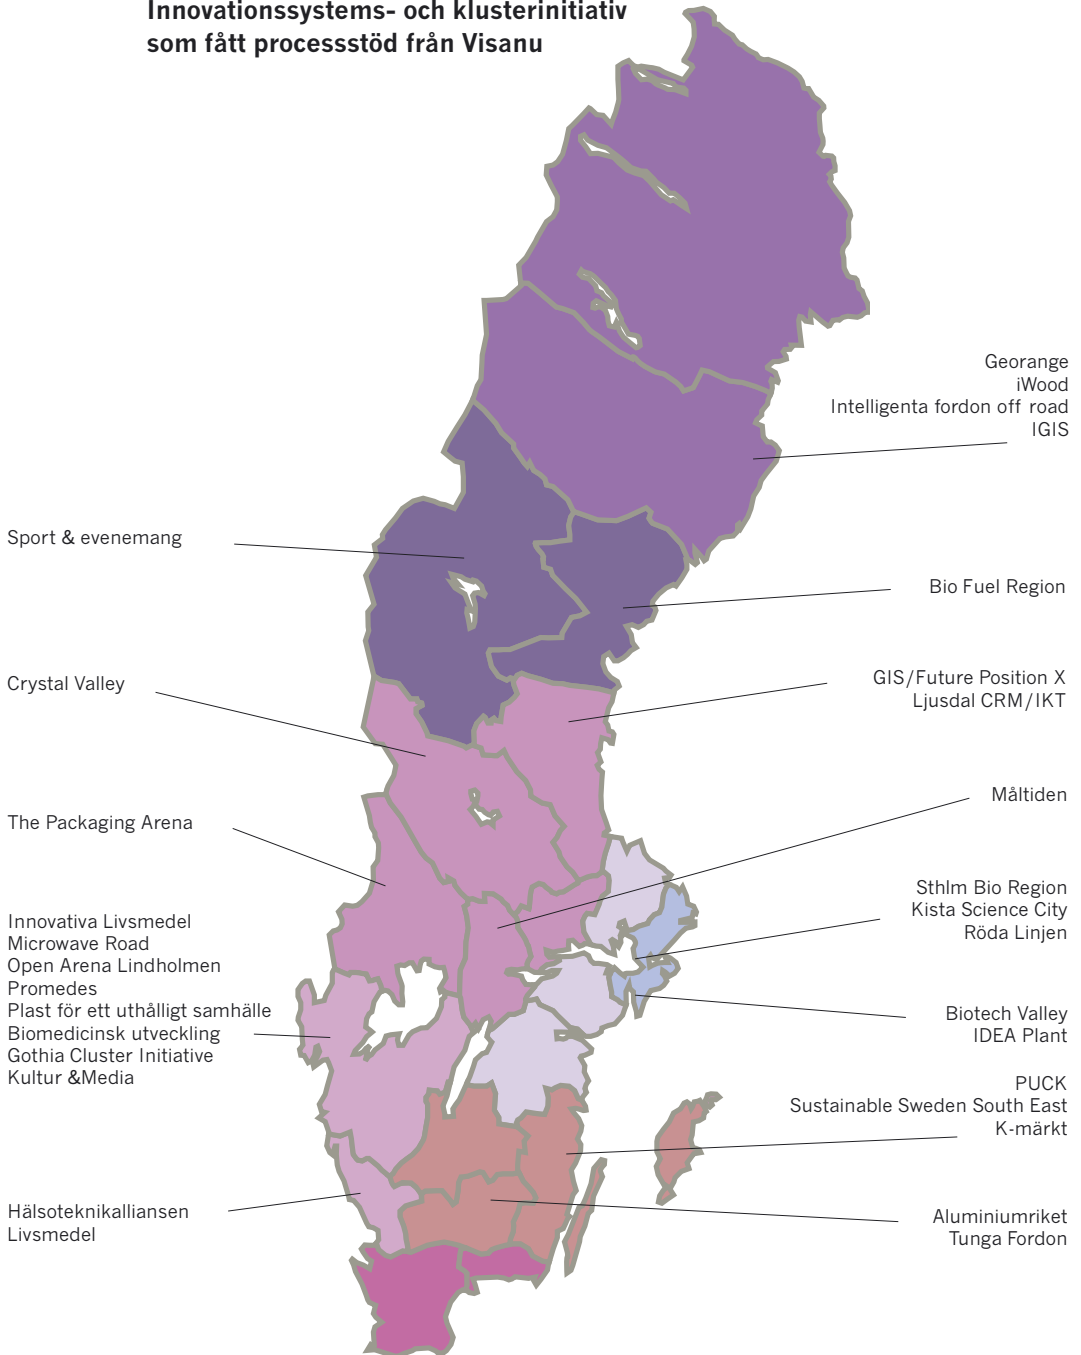 Innovationssystems- och klusterinitiativ
som fått processstöd från Visanu
Georange
iWood
Intelligenta fordon off road
IGIS
Sport & evenemang
Bio Fuel Region
Crystal Valley
GIS/Future Position X
Ljusdal CRM/IKT
Måltiden
The Packaging Arena
Sthlm Bio Region
Kista Science City
Röda Linjen
Innovativa Livsmedel
Microwave Road
Open Arena Lindholmen
Promedes
Plast för ett uthålligt samhälle
Biomedicinsk utveckling
Gothia Cluster Initiative
Kultur &Media
Biotech Valley
IDEA Plant
PUCK
Sustainable Sweden South East
K-märkt
Hälsoteknikalliansen
Livsmedel
Aluminiumriket
Tunga Fordon